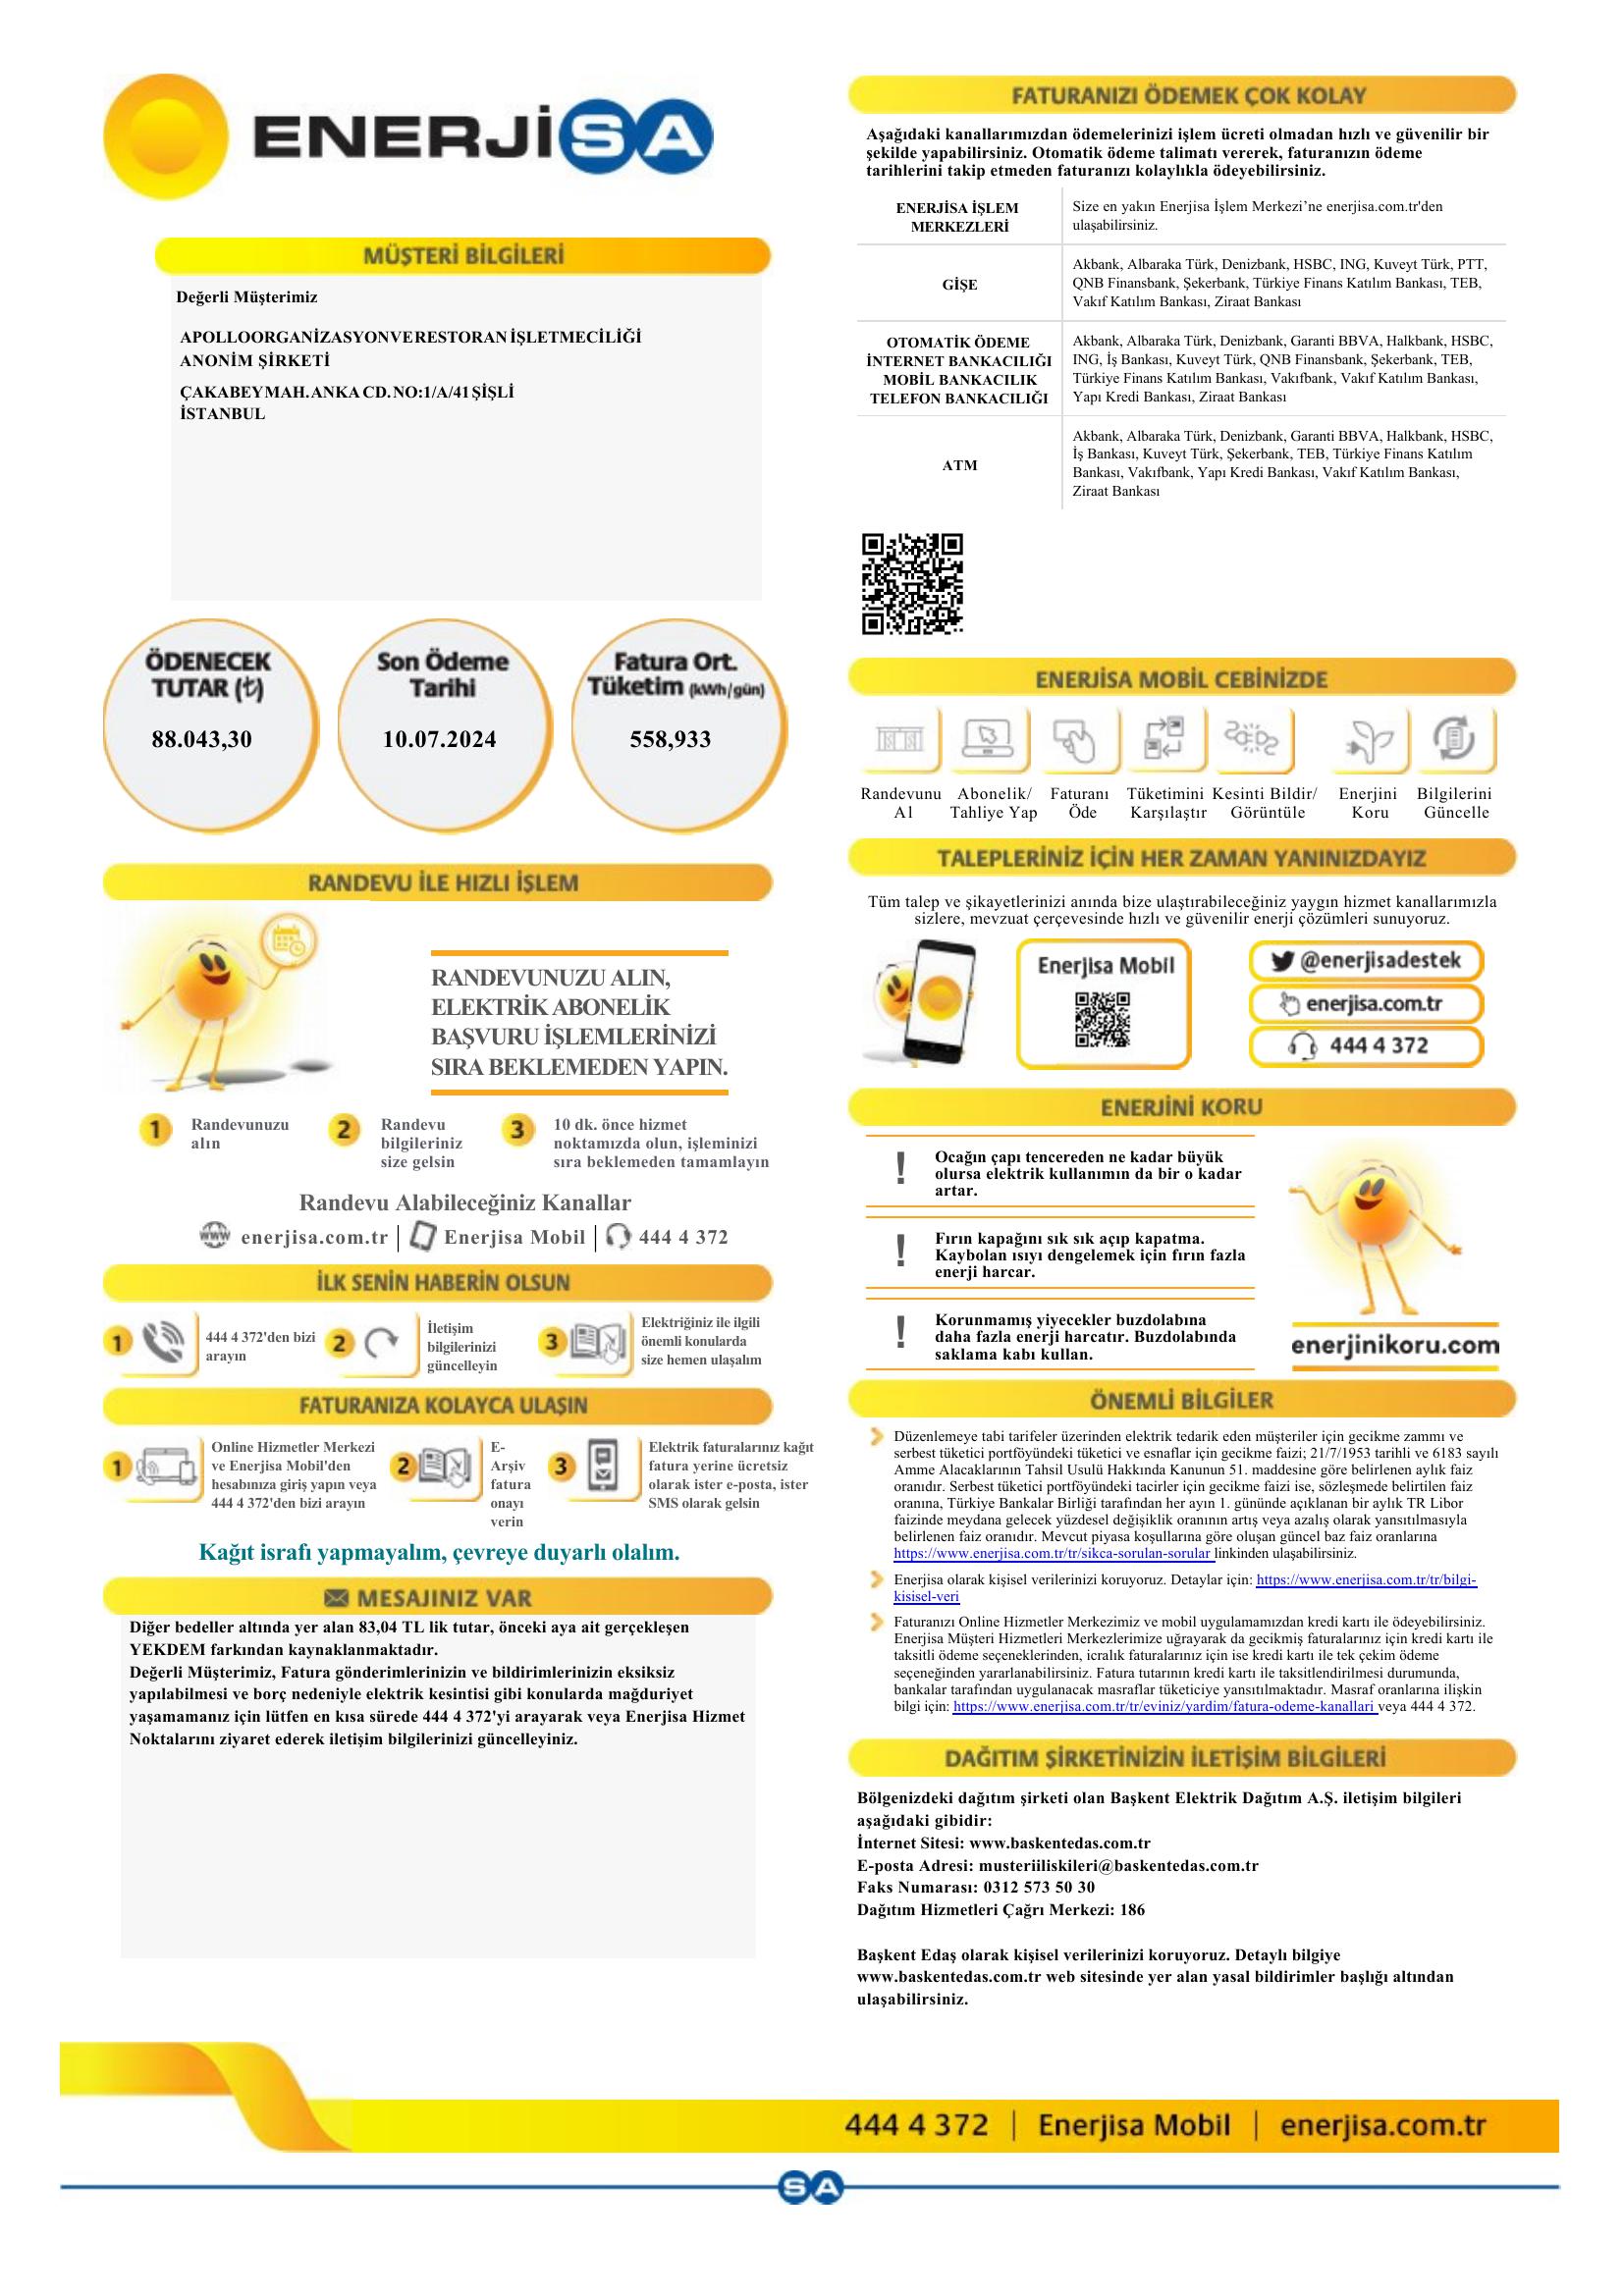 ENERJİSA
MÜŞTERİ BİLGİLERİ
Değerli Müşterimiz
APOLLOORGANİZASYONVERESTORANİŞLETMECİLİĞİ
ANONİM ŞİRKETİ
ÇAKABEYMAH.ANKACD.NO:1/A/41ŞİŞLİ
İSTANBUL
ÖDENECEK
TUTAR (₺)
88.043,30
Son Ödeme
Tarihi
10.07.2024
Fatura Ort.
Tüketim (kWh/gün)
558,933
RANDEVU İLE HIZLI İŞLEM
RANDEVUNUZU ALIN,
ELEKTRİK ABONELİK
BAŞVURU İŞLEMLERİNİZİ
SIRA BEKLEMEDEN YAPIN.
1
Randevunuzu
alın
2
Randevu
bilgileriniz
size gelsin
3
10 dk. önce hizmet
noktamızda olun, işleminizi
sıra beklemeden tamamlayın
Randevu Alabileceğiniz Kanallar
www enerjisa.com.tr | Enerjisa Mobil | 444 4 372
İLK SENİN HABERİN OLSUN
1
444 4 372'den bizi
arayın
2
İletişim
bilgilerinizi
güncelleyin
3
Elektriğiniz ile ilgili
önemli konularda
size hemen ulaşalım
FATURANIZA KOLAYCA ULAŞIN
1
Online Hizmetler Merkezi
ve Enerjisa Mobil'den
hesabınıza giriş yapın veya
444 4 372'den bizi arayın
2
E-
Arşiv
fatura
onayı
verin
3
Elektrik faturalarınız kağıt
fatura yerine ücretsiz
olarak ister e-posta, ister
SMS olarak gelsin
Kağıt israfı yapmayalım, çevreye duyarlı olalım.
MESAJINIZ VAR
Diğer bedeller altında yer alan 83,04 TL lik tutar, önceki aya ait gerçekleşen
YEKDEM farkından kaynaklanmaktadır.
Değerli Müşterimiz, Fatura gönderimlerinizin ve bildirimlerinizin eksiksiz
yapılabilmesi ve borç nedeniyle elektrik kesintisi gibi konularda mağduriyet
yaşamamanız için lütfen en kısa sürede 444 4 372'yi arayarak veya Enerjisa Hizmet
Noktalarını ziyaret ederek iletişim bilgilerinizi güncelleyiniz.
FATURANIZI ÖDEMEK ÇOK KOLAY
Aşağıdaki kanallarımızdan ödemelerinizi işlem ücreti olmadan hızlı ve güvenilir bir
şekilde yapabilirsiniz. Otomatik ödeme talimatı vererek, faturanızın ödeme
tarihlerini takip etmeden faturanızı kolaylıkla ödeyebilirsiniz.
ENERJİSA İŞLEM
MERKEZLERİ
Size en yakın Enerjisa İşlem Merkezi’ne enerjisa.com.tr'den
ulaşabilirsiniz.
GİŞE
Akbank, Albaraka Türk, Denizbank, HSBC, ING, Kuveyt Türk, PTT,
QNB Finansbank, Şekerbank, Türkiye Finans Katılım Bankası, TEB,
Vakıf Katılım Bankası, Ziraat Bankası
OTOMATİK ÖDEME
İNTERNET BANKACILIĞI
MOBİL BANKACILIK
TELEFON BANKACILIĞI
Akbank, Albaraka Türk, Denizbank, Garanti BBVA, Halkbank, HSBC,
ING, İş Bankası, Kuveyt Türk, QNB Finansbank, Şekerbank, TEB,
Türkiye Finans Katılım Bankası, Vakıfbank, Vakıf Katılım Bankası,
Yapı Kredi Bankası, Ziraat Bankası
ATM
Akbank, Albaraka Türk, Denizbank, Garanti BBVA, Halkbank, HSBC,
İş Bankası, Kuveyt Türk, Şekerbank, TEB, Türkiye Finans Katılım
Bankası, Vakıfbank, Yapı Kredi Bankası, Vakıf Katılım Bankası,
Ziraat Bankası
ENERJİSA MOBİL CEBİNİZDE
Randevunu
Al
Abonelik/
Tahliye Yap
Faturanı
Öde
Tüketimini
Karşılaştır
Kesinti Bildir/
Görüntüle
Enerjini
Koru
Bilgilerini
Güncelle
TALEPLERİNİZ İÇİN HER ZAMAN YANINIZDAYIZ
Tüm talep ve şikayetlerinizi anında bize ulaştırabileceğiniz yaygın hizmet kanallarımızla
sizlere, mevzuat çerçevesinde hızlı ve güvenilir enerji çözümleri sunuyoruz.
Enerjisa Mobil
@enerjisadestek
enerjisa.com.tr
444 4 372
ENERJİNİ KORU
! Ocağın çapı tencereden ne kadar büyük
olursa elektrik kullanımın da bir o kadar
artar.
! Fırın kapağını sık sık açıp kapatma.
Kaybolan ısıyı dengelemek için fırın fazla
enerji harcar.
! Korunmamış yiyecekler buzdolabına
daha fazla enerji harcatır. Buzdolabında
saklama kabı kullan.
enerjinikoru.com
ÖNEMLİ BİLGİLER
Düzenlemeye tabi tarifeler üzerinden elektrik tedarik eden müşteriler için gecikme zammı ve
serbest tüketici portföyündeki tüketici ve esnaflar için gecikme faizi; 21/7/1953 tarihli ve 6183 sayılı
Amme Alacaklarının Tahsil Usulü Hakkında Kanunun 51. maddesine göre belirlenen aylık faiz
oranıdır. Serbest tüketici portföyündeki tacirler için gecikme faizi ise, sözleşmede belirtilen faiz
oranına, Türkiye Bankalar Birliği tarafından her ayın 1. gününde açıklanan bir aylık TR Libor
faizinde meydana gelecek yüzdesel değişiklik oranının artış veya azalış olarak yansıtılmasıyla
belirlenen faiz oranıdır. Mevcut piyasa koşullarına göre oluşan güncel baz faiz oranlarına
https://www.enerjisa.com.tr/tr/sikca-sorulan-sorular linkinden ulaşabilirsiniz.
Enerjisa olarak kişisel verilerinizi koruyoruz. Detaylar için: https://www.enerjisa.com.tr/tr/bilgi-
kisisel-veri
Faturanızı Online Hizmetler Merkezimiz ve mobil uygulamamızdan kredi kartı ile ödeyebilirsiniz.
Enerjisa Müşteri Hizmetleri Merkezlerimize uğrayarak da gecikmiş faturalarınız için kredi kartı ile
taksitli ödeme seçeneklerinden, icralık faturalarınız için ise kredi kartı ile tek çekim ödeme
seçeneğinden yararlanabilirsiniz. Fatura tutarının kredi kartı ile taksitlendirilmesi durumunda,
bankalar tarafından uygulanacak masraflar tüketiciye yansıtılmaktadır. Masraf oranlarına ilişkin
bilgi için: https://www.enerjisa.com.tr/tr/eviniz/yardim/fatura-odeme-kanallari veya 444 4 372.
DAĞITIM ŞİRKETİNİZİN İLETİŞİM BİLGİLERİ
Bölgenizdeki dağıtım şirketi olan Başkent Elektrik Dağıtım A.Ş. iletişim bilgileri
aşağıdaki gibidir:
İnternet Sitesi: www.baskentedas.com.tr
E-posta Adresi: musteriiliskileri@baskentedas.com.tr
Faks Numarası: 0312 573 50 30
Dağıtım Hizmetleri Çağrı Merkezi: 186
Başkent Edaş olarak kişisel verilerinizi koruyoruz. Detaylı bilgiye
www.baskentedas.com.tr web sitesinde yer alan yasal bildirimler başlığı altından
ulaşabilirsiniz.
444 4 372 | Enerjisa Mobil | enerjisa.com.tr
SA